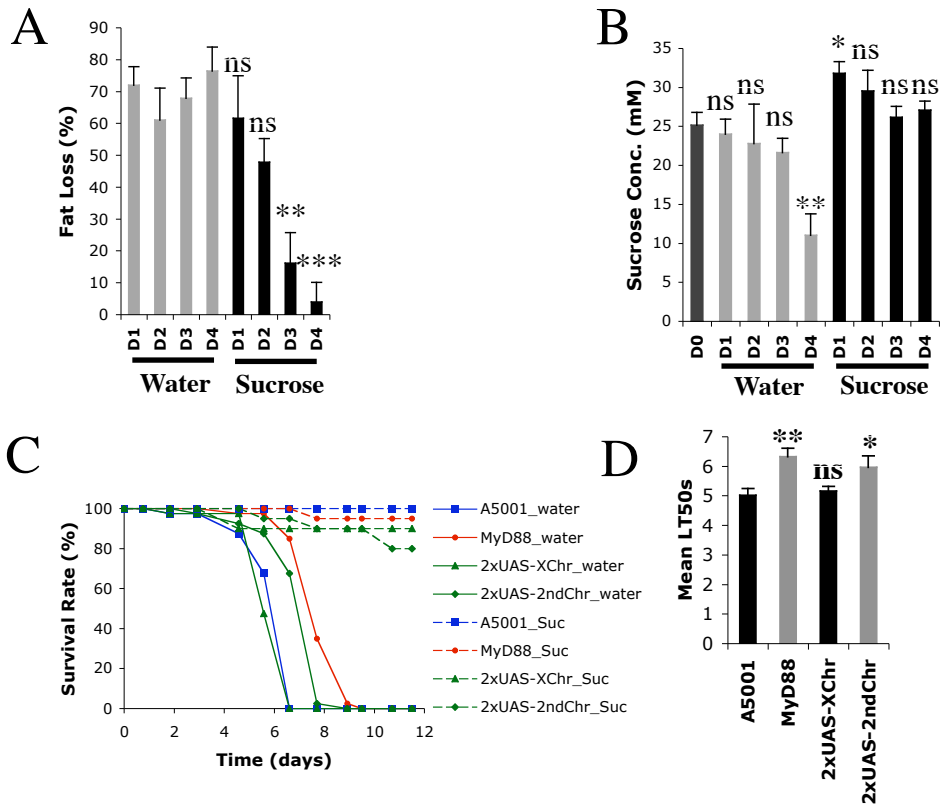 A
Fat Loss (%)
90
80
70
60
50
40
30
20
10
0
ns
ns
**
***
D1
D2
D3
D4
D1
D2
D3
D4
Water
Sucrose
B
Sucrose Conc. (mM)
35
30
25
20
15
10
5
0
ns
ns
ns
**
*
ns
ns
ns
D0
D1
D2
D3
D4
D1
D2
D3
D4
Water
Sucrose
C
Survival Rate (%)
100
80
60
40
20
0
0 2 4 6 8 10 12
Time (days)
A5001_water
MyD88_water
2xUAS-XChr_water
2xUAS-2ndChr_water
A5001_Suc
MyD88_Suc
2xUAS-XChr_Suc
2xUAS-2ndChr_Suc
D
Mean LT50s
7
6
5
4
3
2
1
0
**
ns
*
A5001
MyD88
2xUAS-XChr
2xUAS-2ndChr